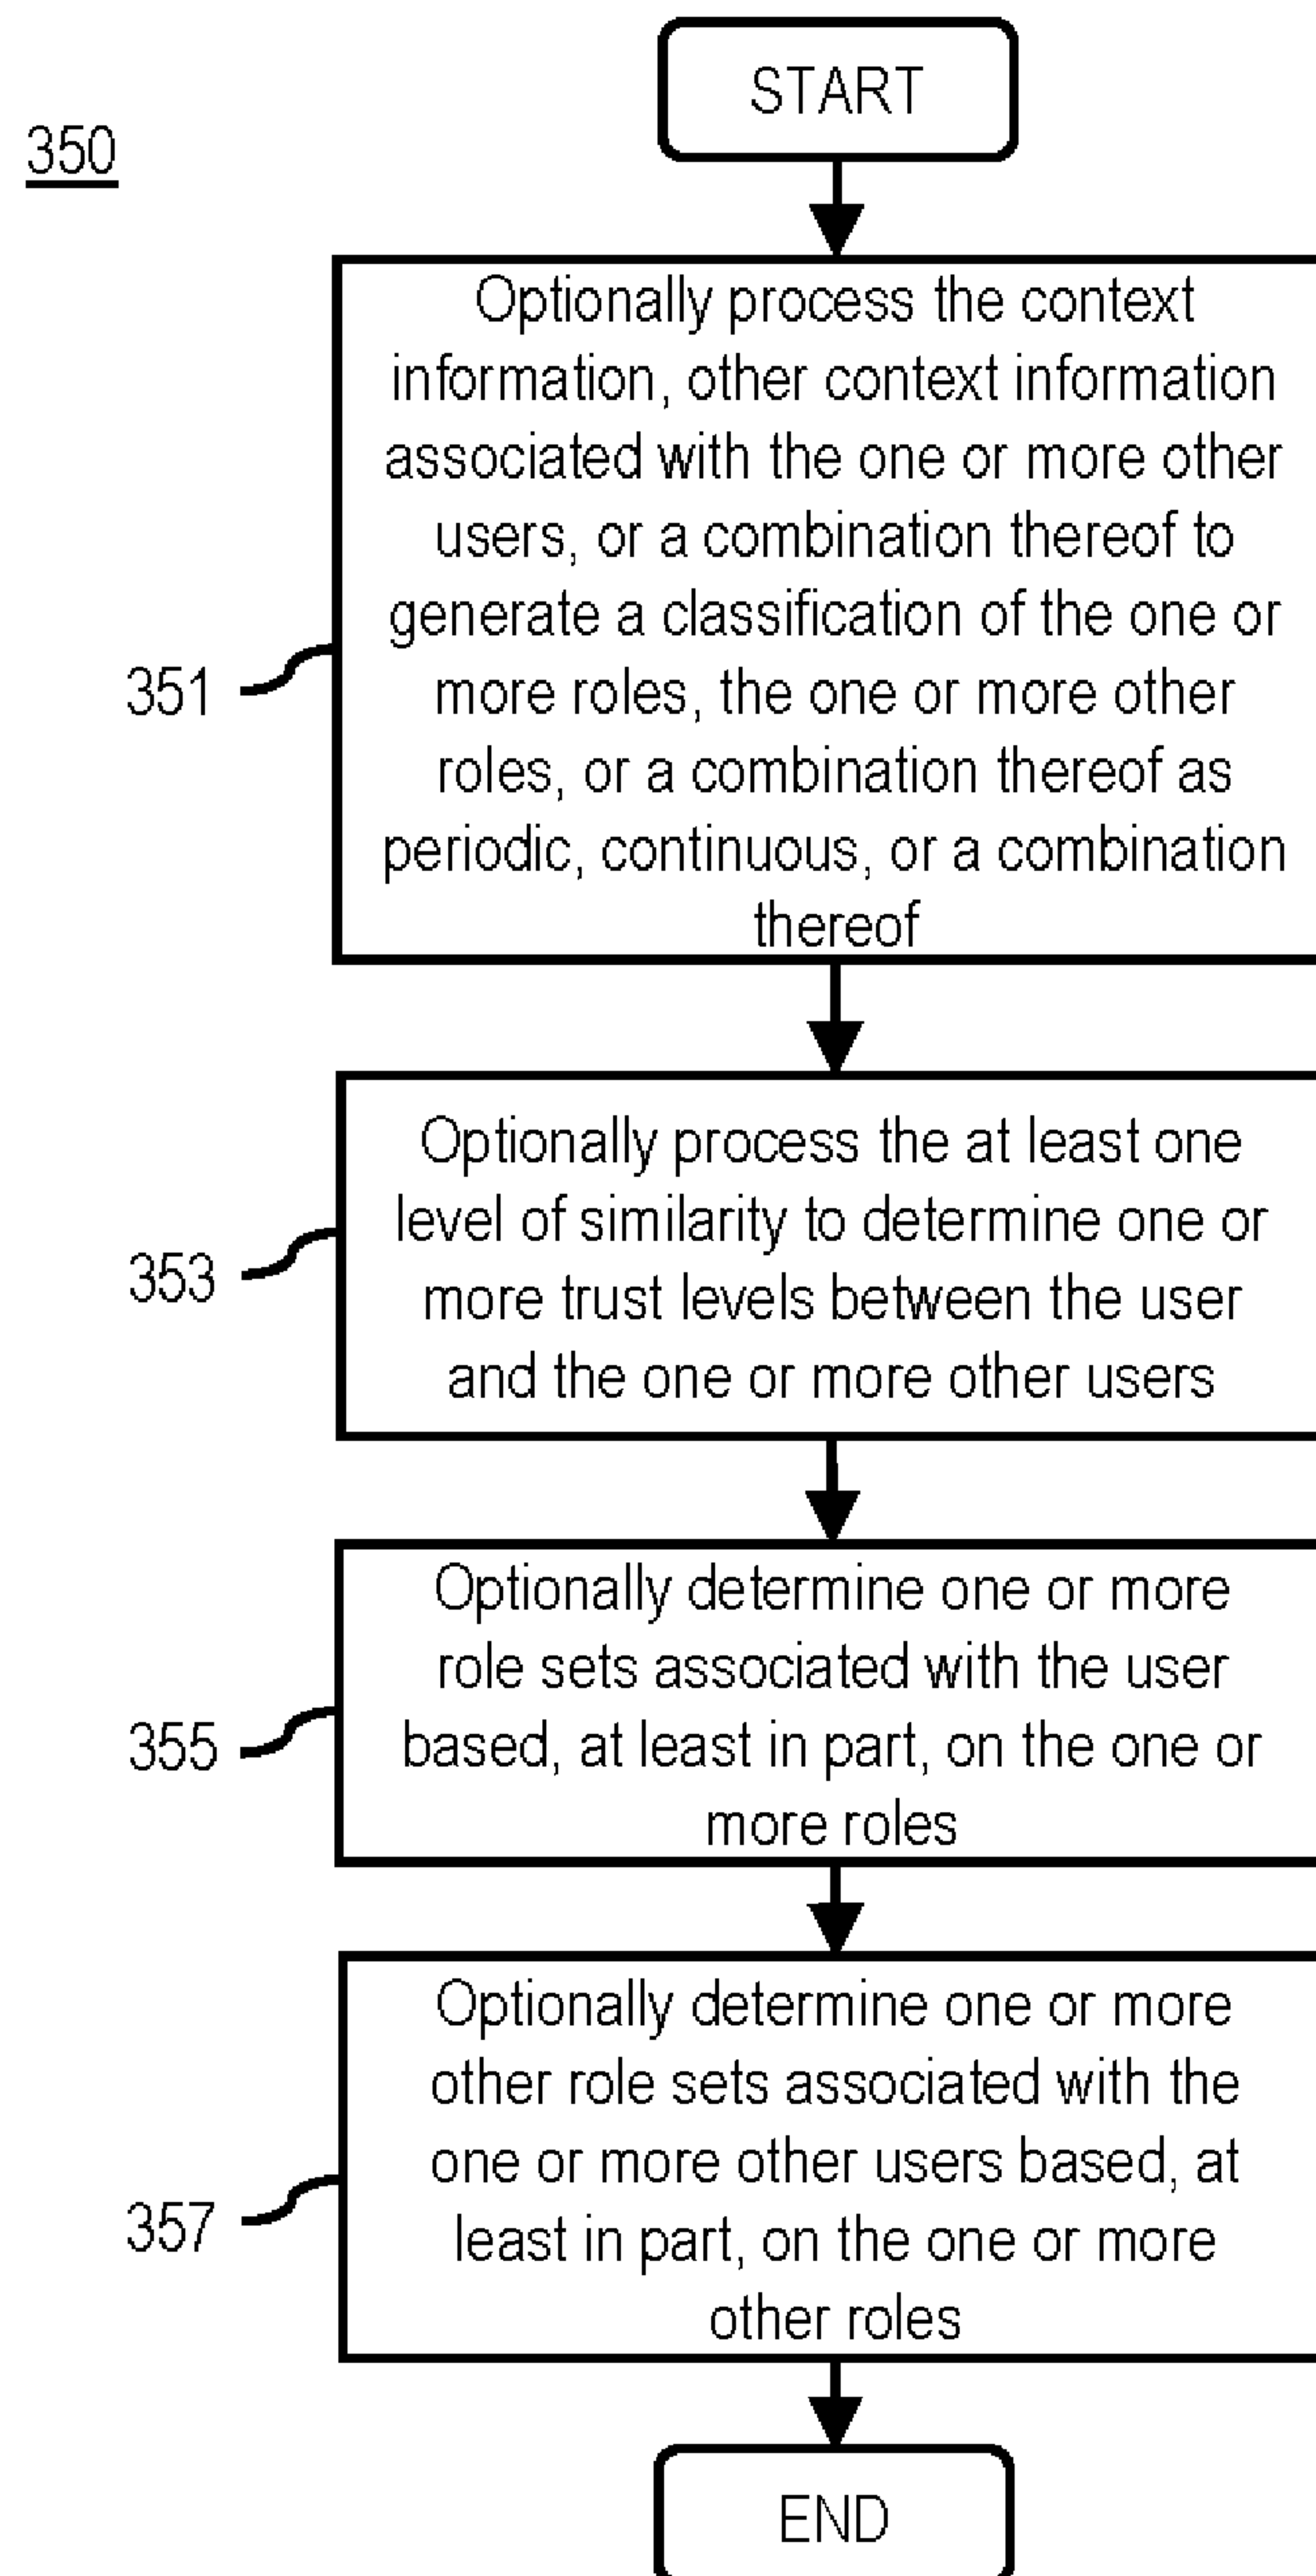 START
350
Optionally process the context
information, other context information
associated with the one or more other
users, or a combination thereof to
generate a classification of the one or
more roles, the one or more other
roles, or a combination thereof as
periodic, continuous, or a combination
thereof
351
Optionally process the at least one
level of similarity to determine one or
more trust levels between the user
and the one or more other users
353
Optionally determine one or more
role sets associated with the user
based, at least in part, on the one or
more roles
355
Optionally determine one or more
other role sets associated with the
one or more other users based, at
least in part, on the one or more
other roles
357
END